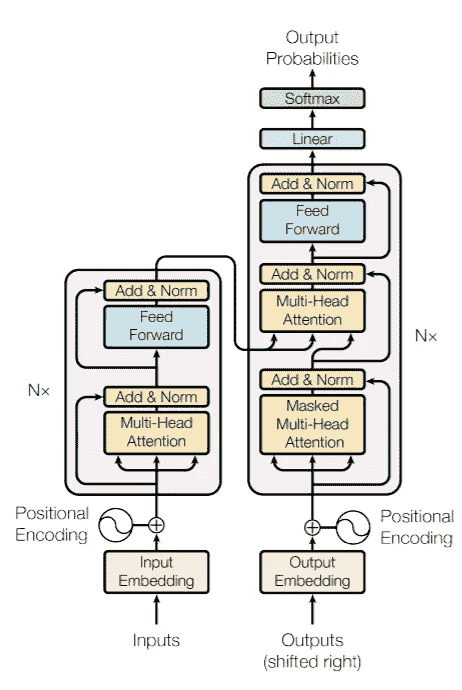 Output
Probabilities
Softmax
Linear
Add & Norm
Feed
Forward
Add & Norm
Multi-Head
Attention
Add & Norm
Masked
Multi-Head
Attention
Nx
Positional
Encoding
Output
Embedding
Outputs
(shifted right)
Add & Norm
Feed
Forward
Add & Norm
Multi-Head
Attention
N×
Positional
Encoding
Input
Embedding
Inputs